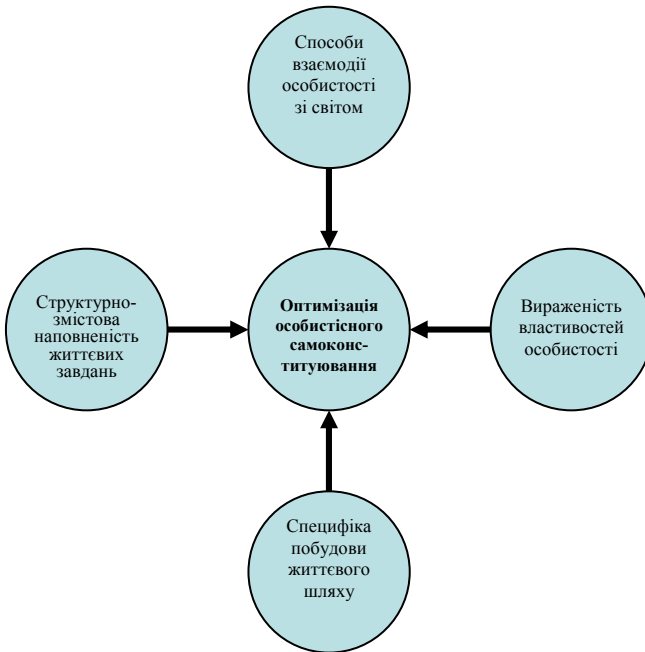 Способи
взаємодії
особистості
зі світом
Структурно-
змістова
наповненість
життєвих
завдань
Оптимізація
особистісного
самоконс-
титуювання
Вираженість
властивостей
особистості
Специфіка
побудови
життєвого
шляху